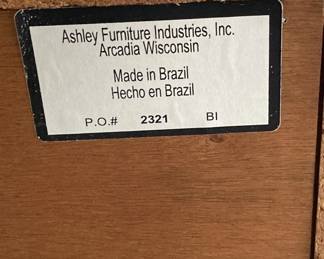 Ashley Furniture Industries, Inc.
Arcadia Wisconsin
Made in Brazil
Hecho en Brazil
P.O.# 2321 BI